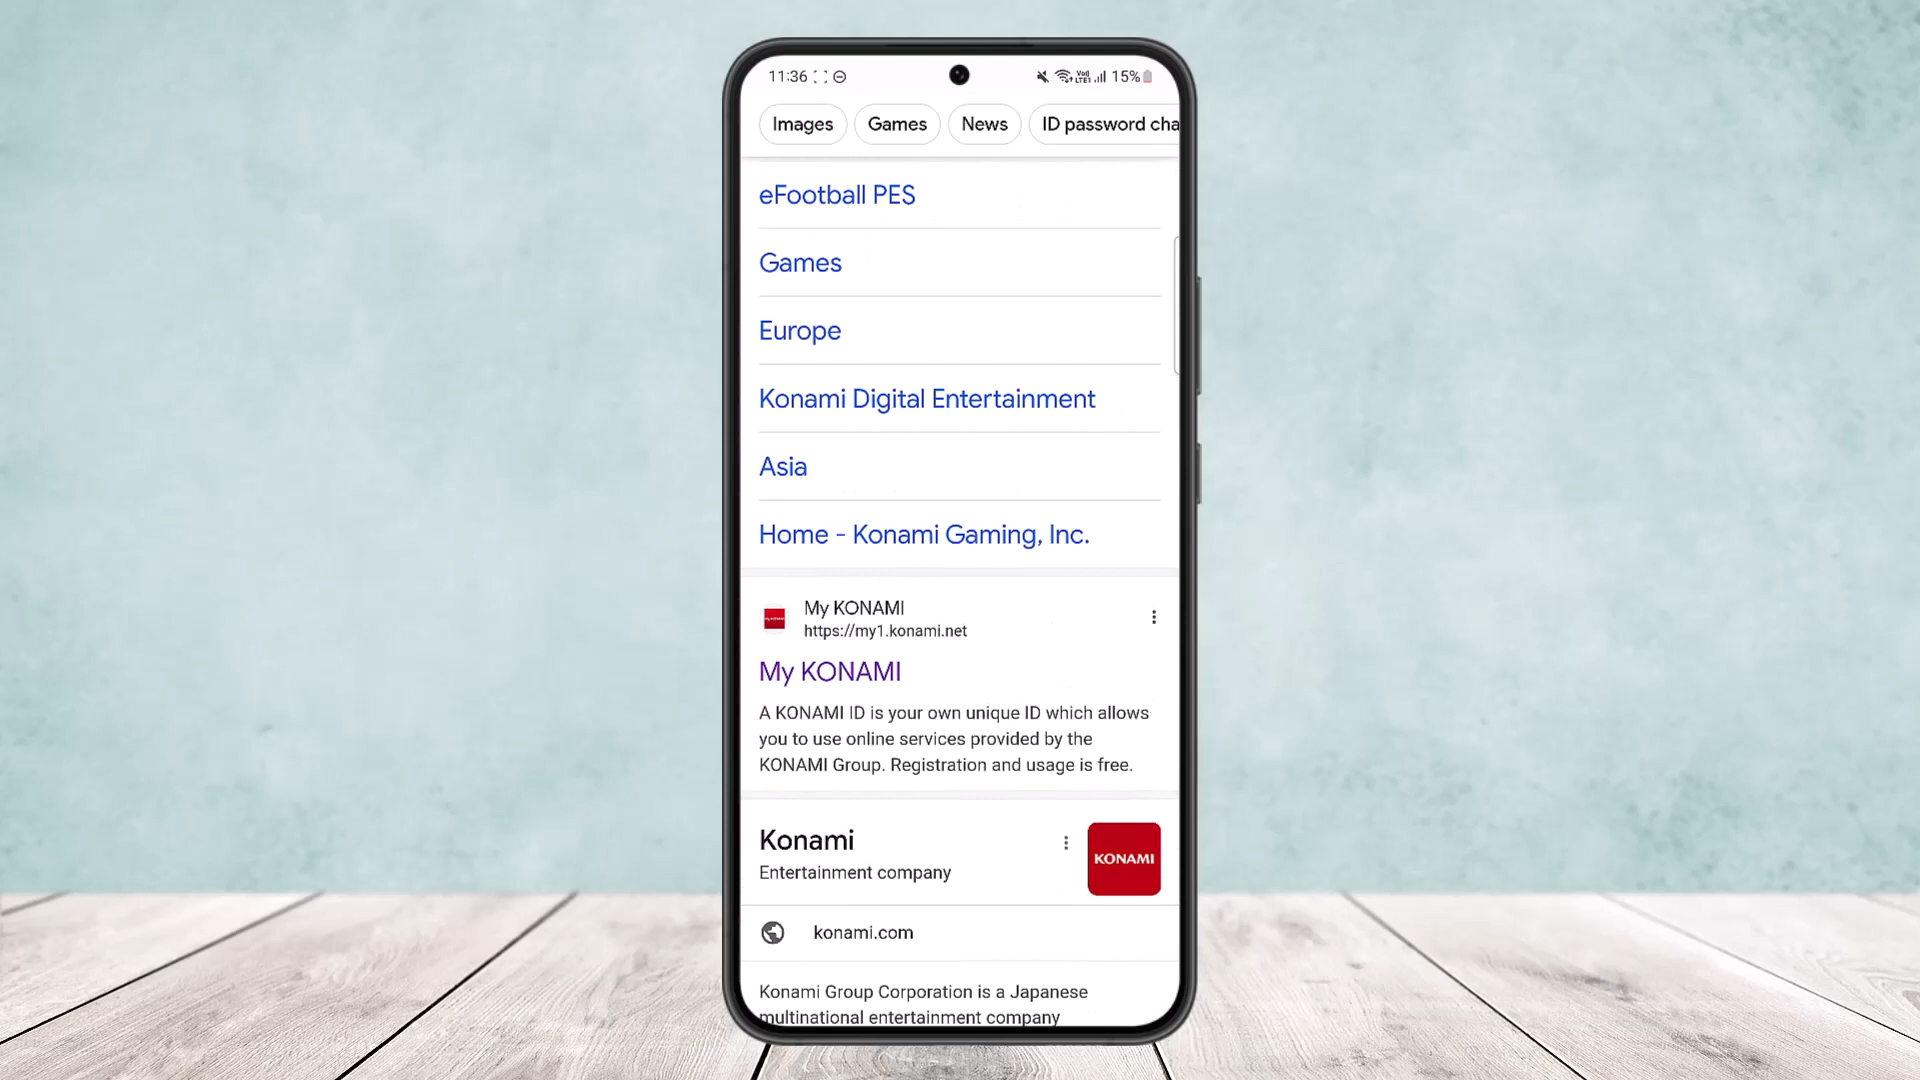 11:36 15%
Images Games News ID password cha
eFootball PES
Games
Europe
Konami Digital Entertainment
Asia
Home - Konami Gaming, Inc.
My KONAMI
https://my1.konami.net
My KONAMI
A KONAMI ID is your own unique ID which allows
you to use online services provided by the
KONAMI Group. Registration and usage is free.
Konami
KONAMI
Entertainment company
konami.com
Konami Group Corporation is a Japanese
multinational entertainment company